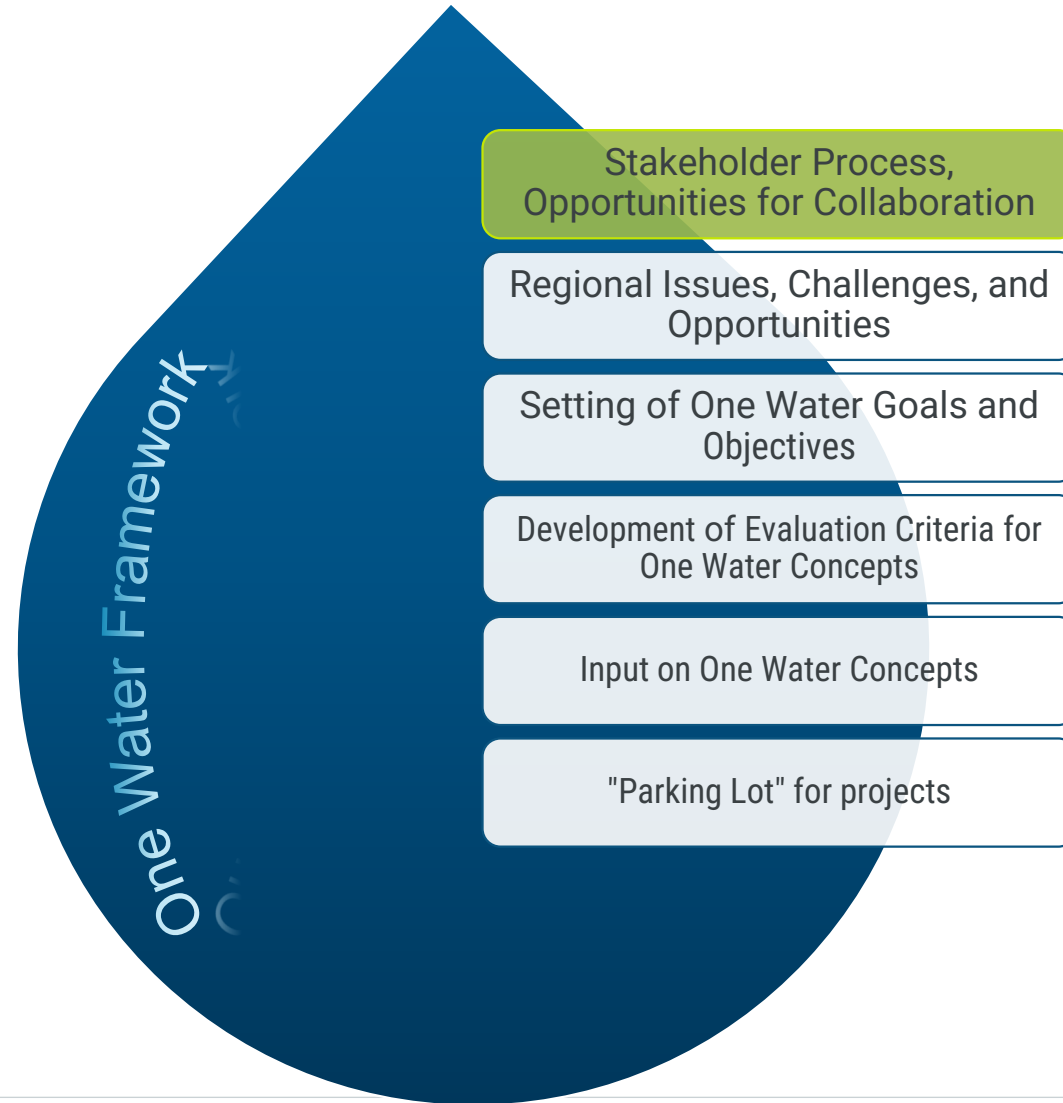 One Water Framework
Stakeholder Process,
Opportunities for Collaboration
Regional Issues, Challenges, and
Opportunities
Setting of One Water Goals and
Objectives
Development of Evaluation Criteria for
One Water Concepts
Input on One Water Concepts
"Parking Lot" for projects